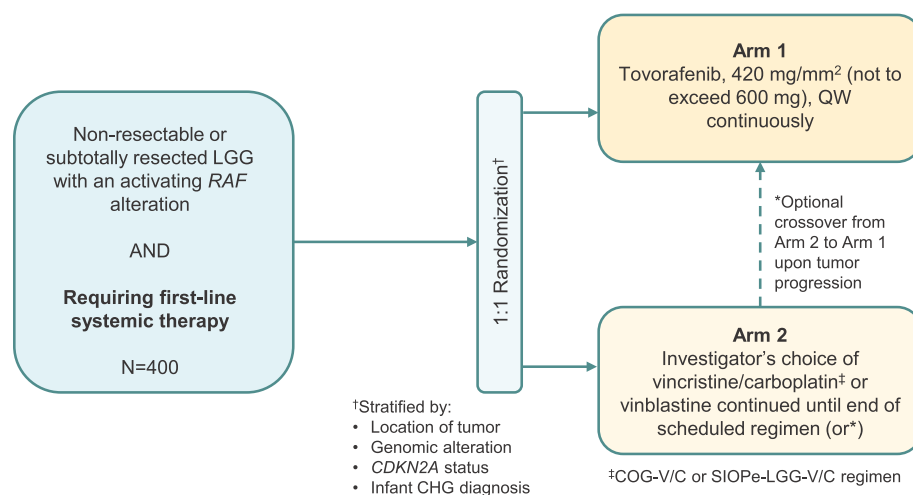 Non-resectable or
subtotally resected LGG
with an activating RAF
alteration
AND
Requiring first-line
systemic therapy
N=400
1:1 Randomization†
†Stratified by:
• Location of tumor
• Genomic alteration
• CDKN2A status
• Infant CHG diagnosis
Arm 1
Tovorafenib, 420 mg/mm² (not to
exceed 600 mg), QW
continuously
*Optional
crossover from
Arm 2 to Arm 1
upon tumor
progression
Arm 2
Investigator's choice of
vincristine/carboplatin‡ or
vinblastine continued until end of
scheduled regimen (or*)
‡COG-V/C or SIOPe-LGG-V/C regimen